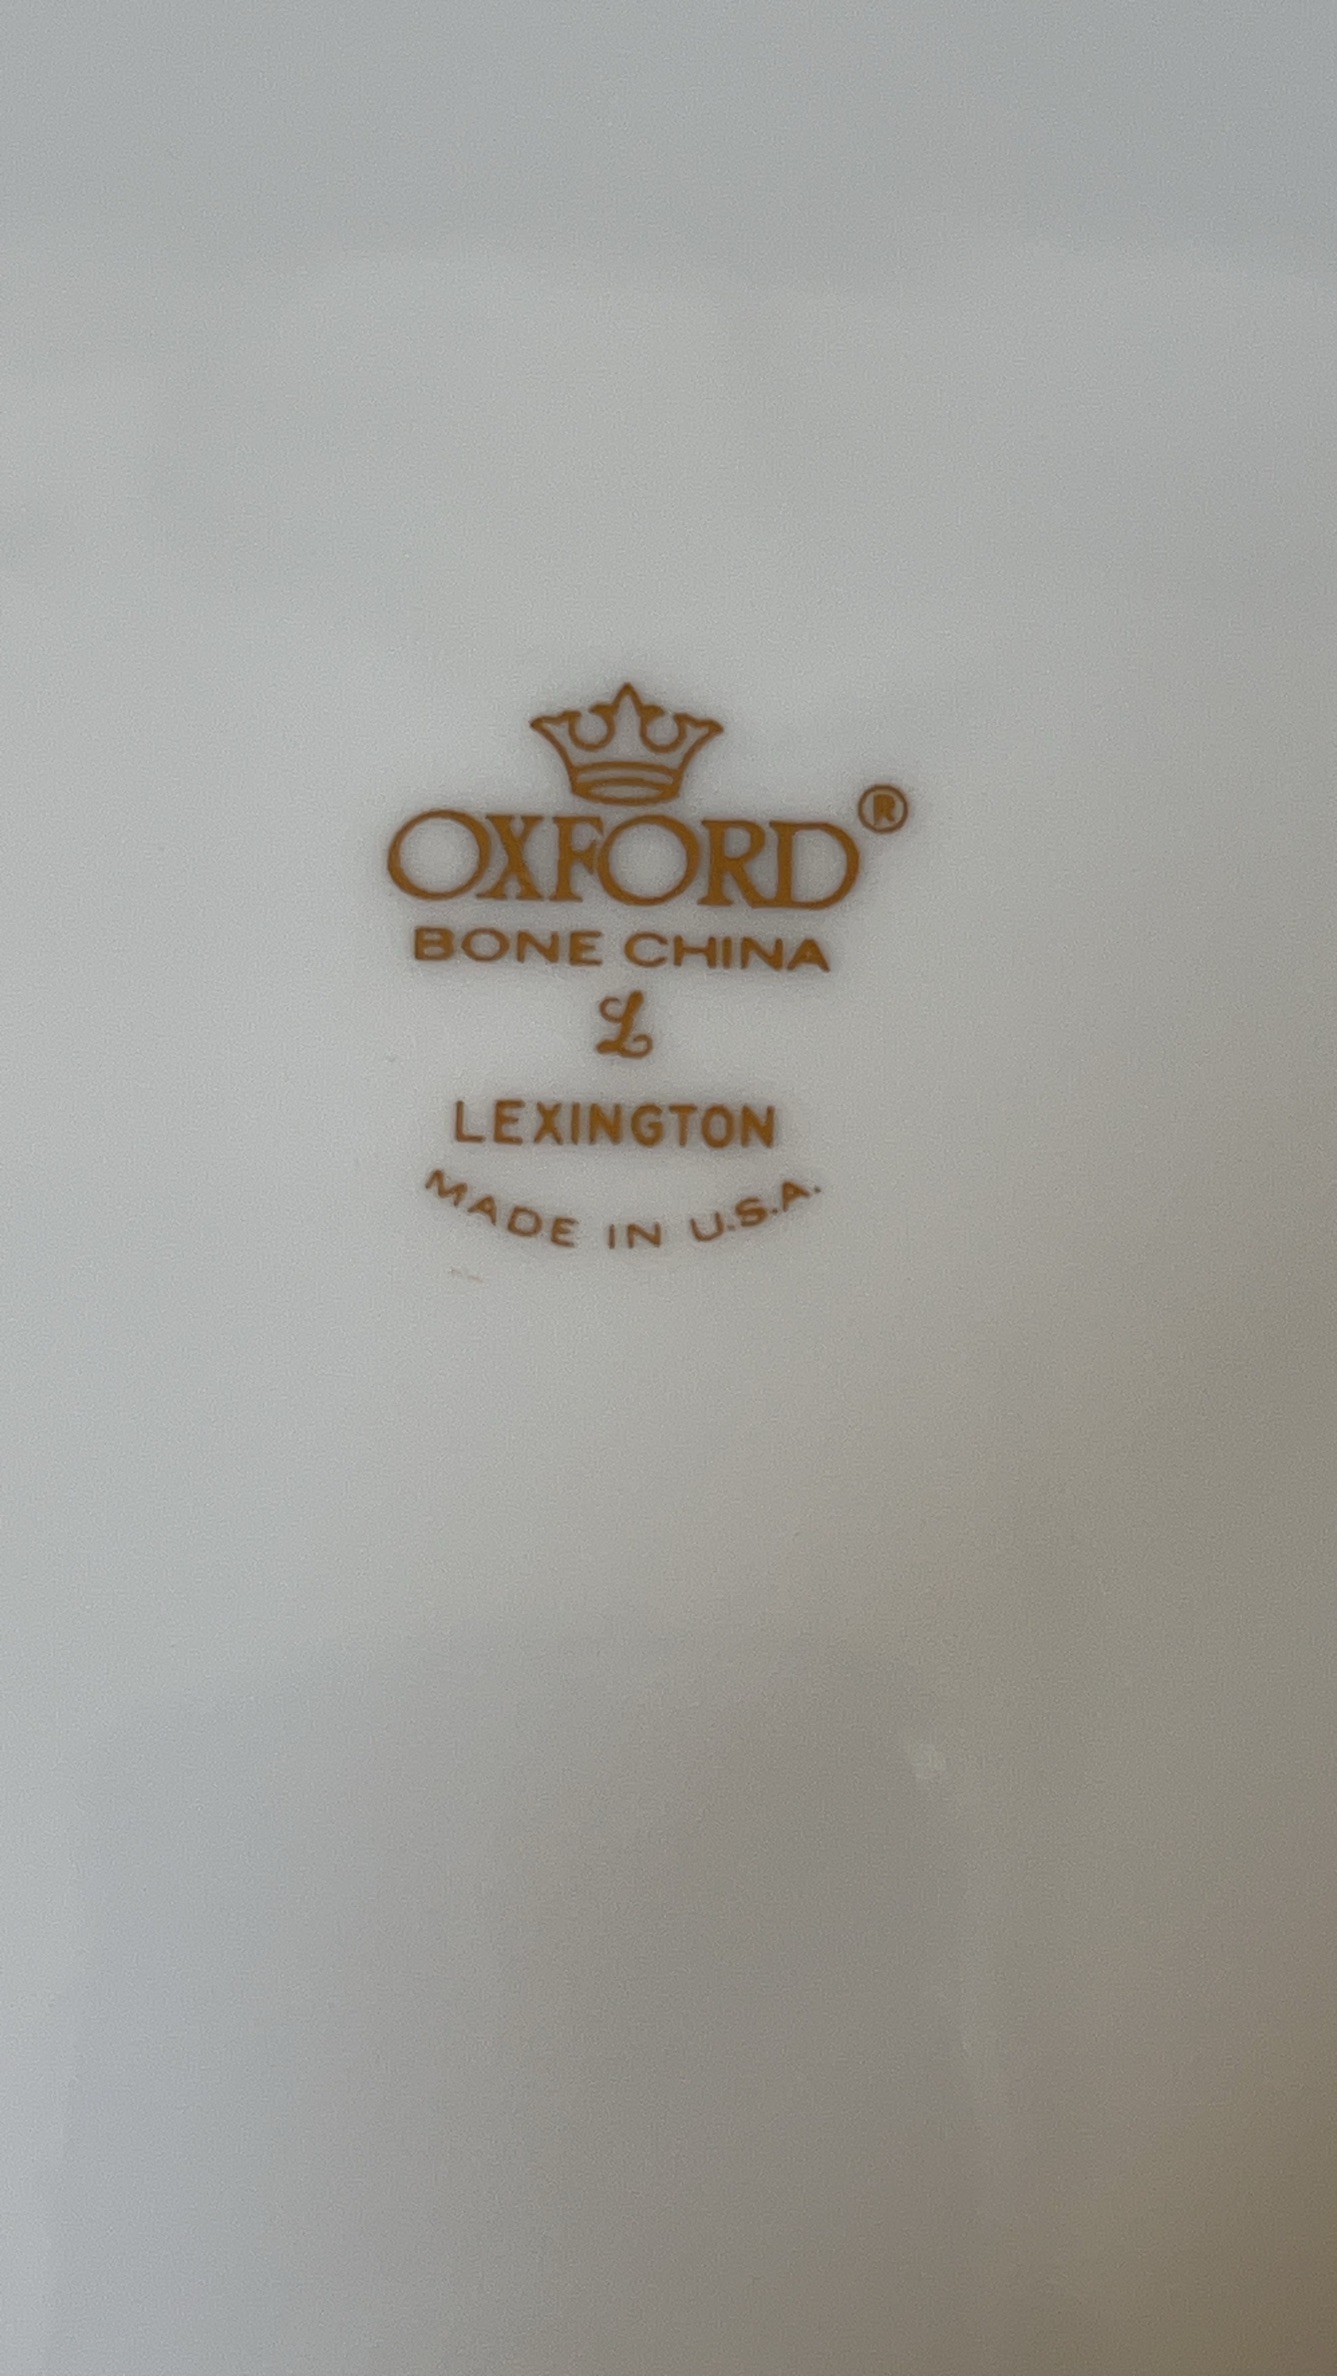 OXFORD®
BONE CHINA
L
LEXINGTON
MADE IN U.S.A.